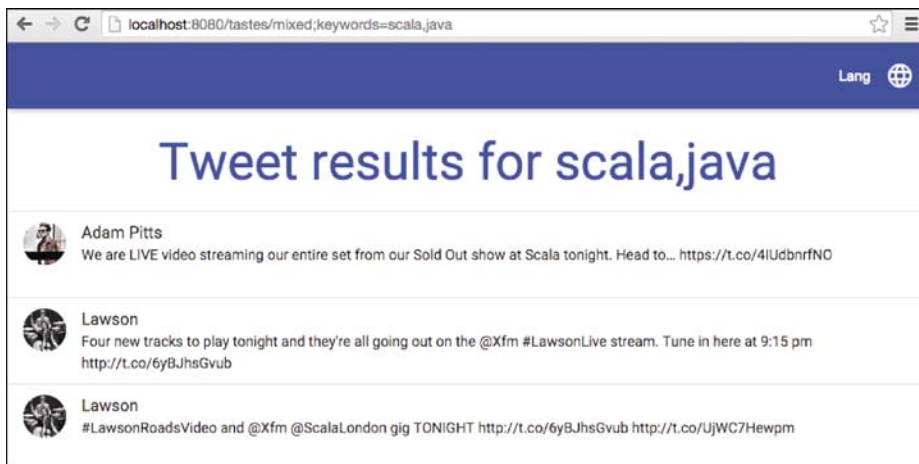 localhost:8080/tastes/mixed;keywords=scala,java
Lang
Tweet results for scala,java
Adam Pitts
We are LIVE video streaming our entire set from our Sold Out show at Scala tonight. Head to... https://t.co/4IUdbnrfNO
Lawson
Four new tracks to play tonight and they're all going out on the @Xfm #LawsonLive stream. Tune in here at 9:15 pm
http://t.co/6yBJhsGvub
Lawson
#LawsonRoadsVideo and @Xfm @ScalaLondon gig TONIGHT http://t.co/6yBJhsGvub http://t.co/UjWC7Hewpm